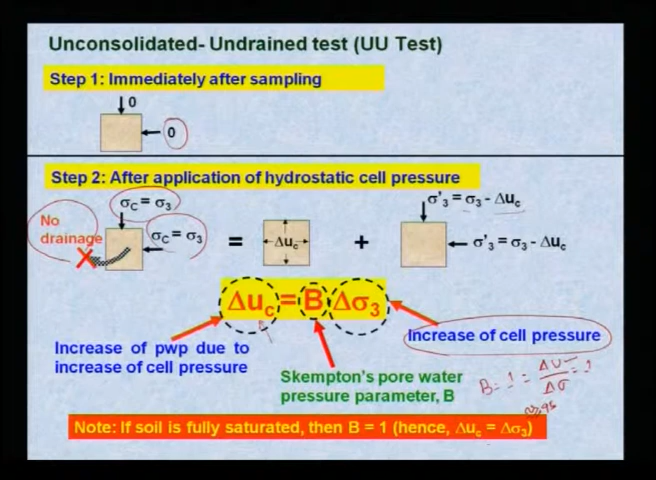 Unconsolidated- Undrained test (UU Test)
Step 1: Immediately after sampling
0
0
Step 2: After application of hydrostatic cell pressure
No
drainage
σC = σ3
σC = σ3
=
Δuc
+
σ'3 = σ3 - Δuc
σ'3 = σ3 - Δuc
Δuc = B Δσ3
Increase of pwp due to
increase of cell pressure
Increase of cell pressure
Skempton's pore water
pressure parameter, B
B = 1 = ΔU / Δσ = 1
Note: If soil is fully saturated, then B = 1 (hence, Δuc = Δσ3)